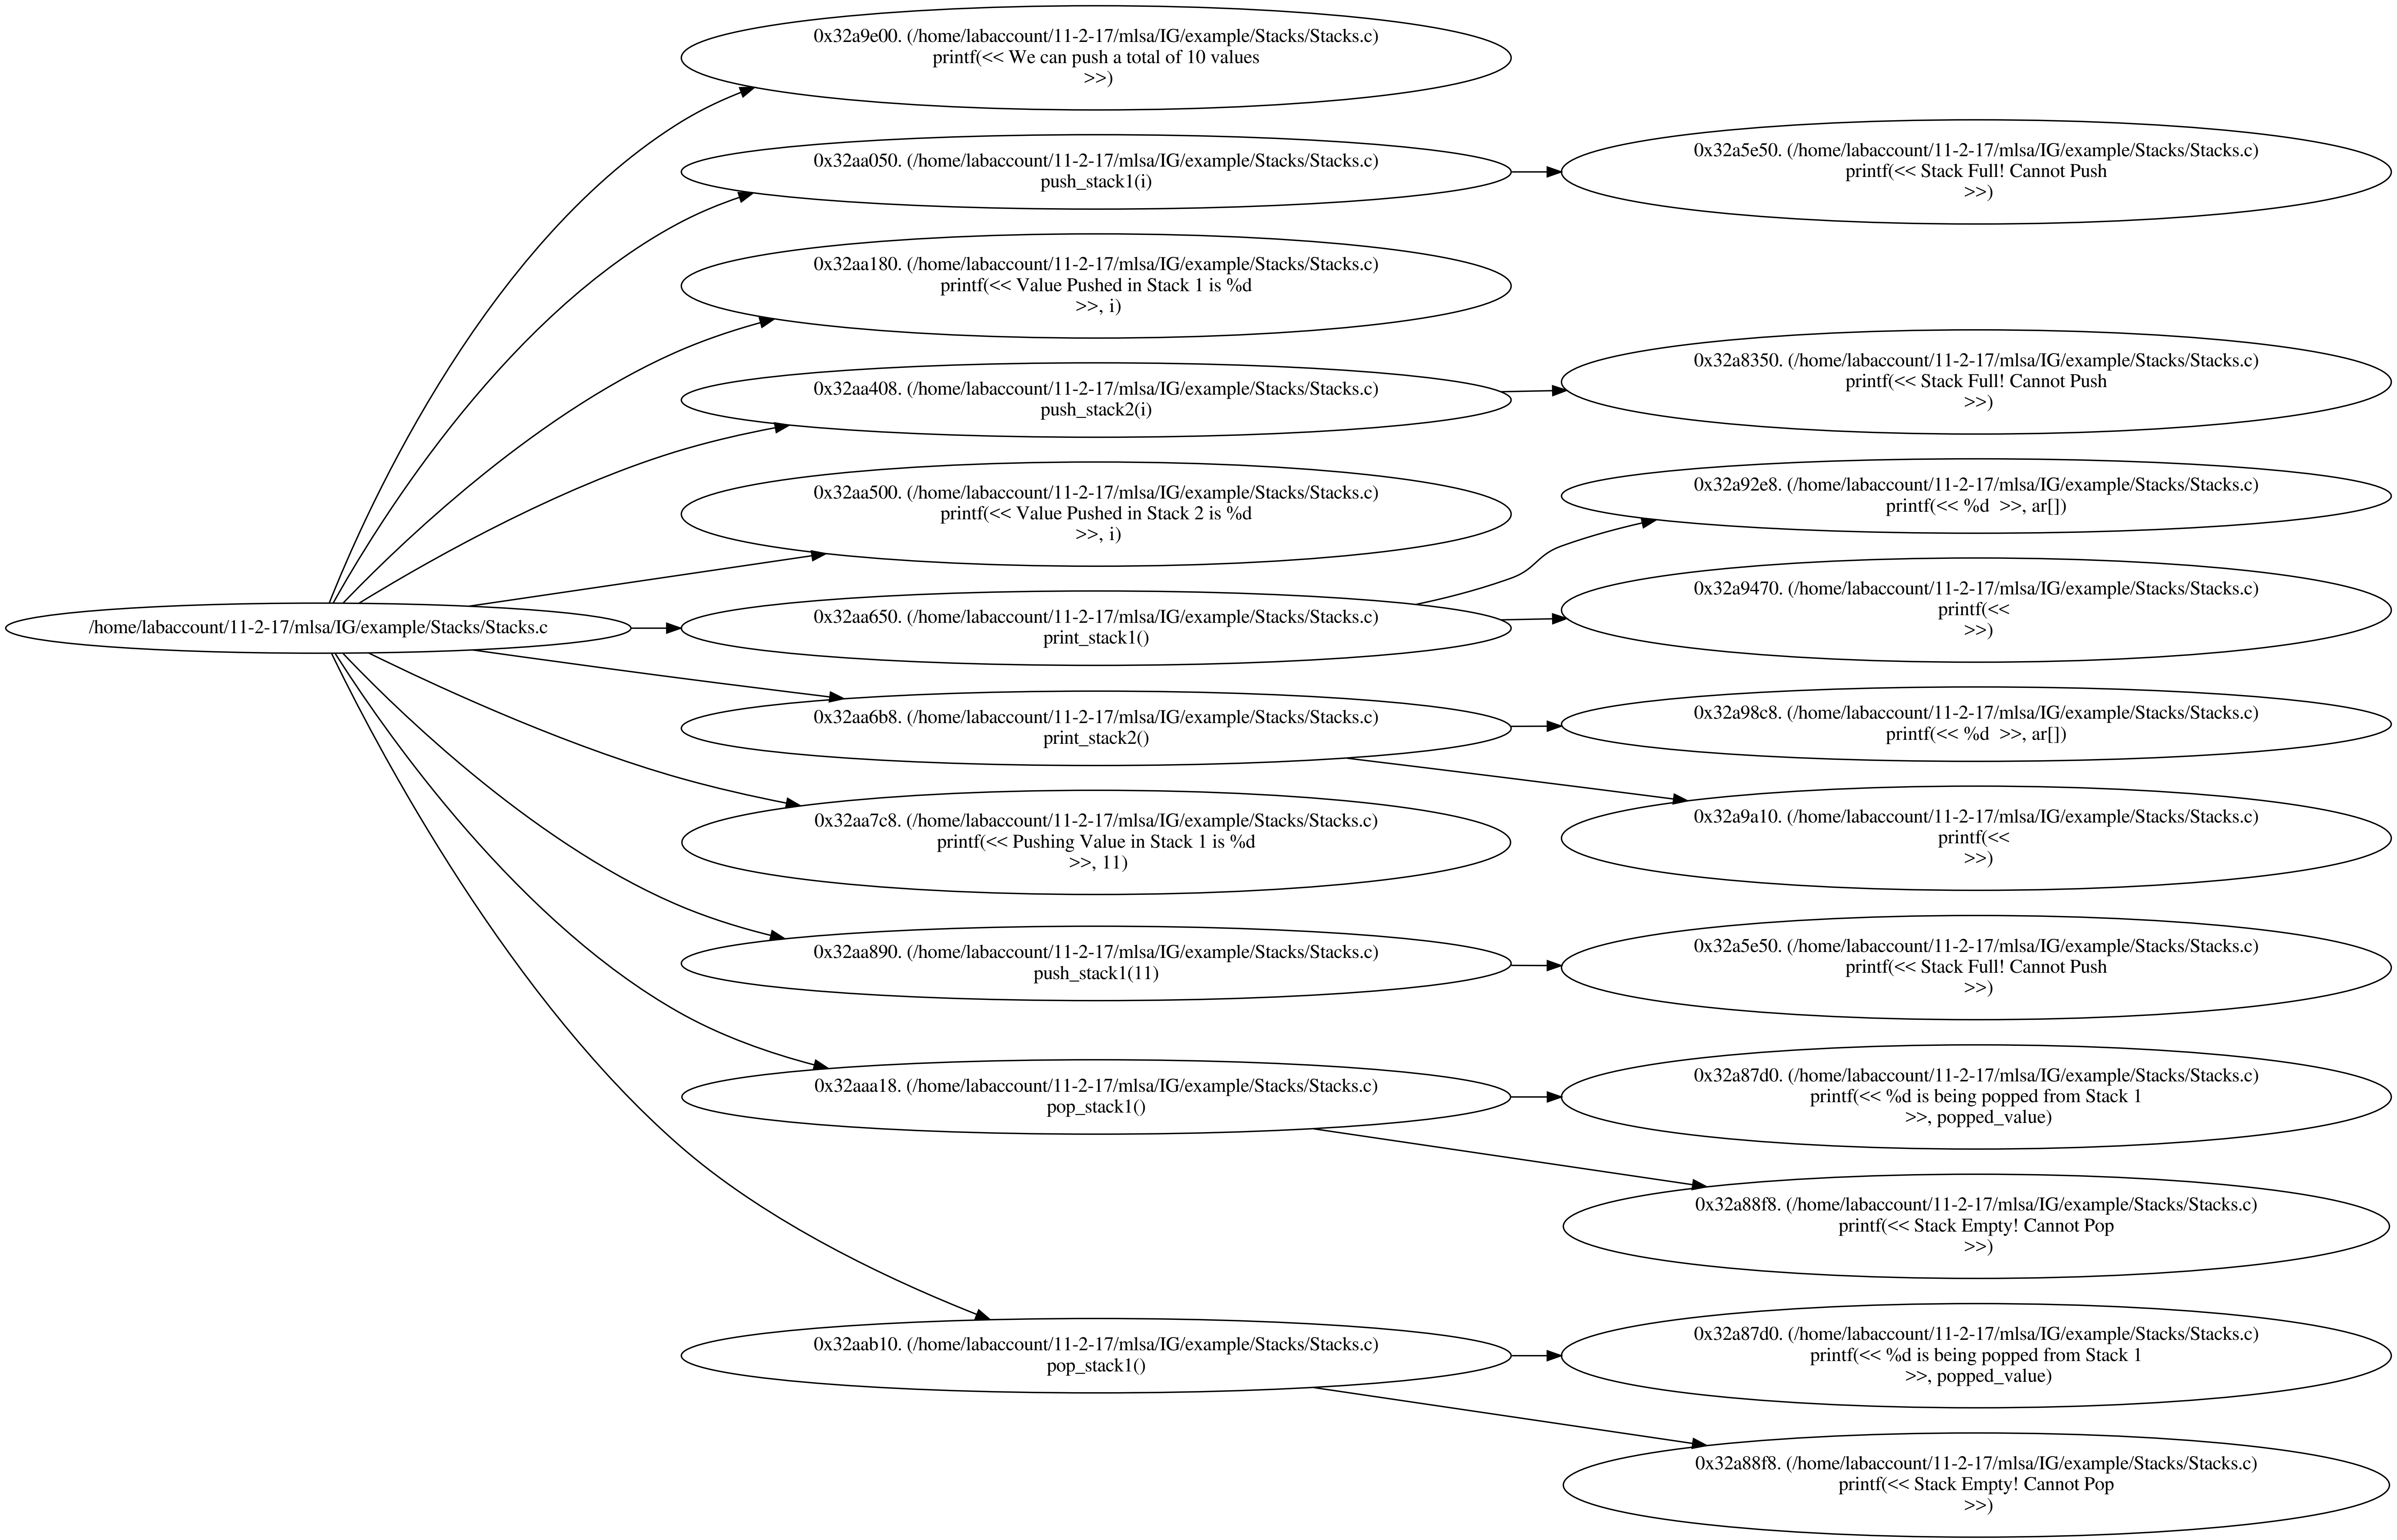 /home/labaccount/11-2-17/mlsa/IG/example/Stacks/Stacks.c
0x32a9e00. (/home/labaccount/11-2-17/mlsa/IG/example/Stacks/Stacks.c)
printf(<< We can push a total of 10 values
>>)
0x32aa050. (/home/labaccount/11-2-17/mlsa/IG/example/Stacks/Stacks.c)
push_stack1(i)
0x32a5e50. (/home/labaccount/11-2-17/mlsa/IG/example/Stacks/Stacks.c)
printf(<< Stack Full! Cannot Push
>>)
0x32aa180. (/home/labaccount/11-2-17/mlsa/IG/example/Stacks/Stacks.c)
printf(<< Value Pushed in Stack 1 is %d
>>, i)
0x32aa408. (/home/labaccount/11-2-17/mlsa/IG/example/Stacks/Stacks.c)
push_stack2(i)
0x32a8350. (/home/labaccount/11-2-17/mlsa/IG/example/Stacks/Stacks.c)
printf(<< Stack Full! Cannot Push
>>)
0x32aa500. (/home/labaccount/11-2-17/mlsa/IG/example/Stacks/Stacks.c)
printf(<< Value Pushed in Stack 2 is %d
>>, i)
0x32aa650. (/home/labaccount/11-2-17/mlsa/IG/example/Stacks/Stacks.c)
print_stack1()
0x32a92e8. (/home/labaccount/11-2-17/mlsa/IG/example/Stacks/Stacks.c)
printf(<< %d  >>, ar[])
0x32a9470. (/home/labaccount/11-2-17/mlsa/IG/example/Stacks/Stacks.c)
printf(<<
>>)
0x32aa6b8. (/home/labaccount/11-2-17/mlsa/IG/example/Stacks/Stacks.c)
print_stack2()
0x32a98c8. (/home/labaccount/11-2-17/mlsa/IG/example/Stacks/Stacks.c)
printf(<< %d  >>, ar[])
0x32a9a10. (/home/labaccount/11-2-17/mlsa/IG/example/Stacks/Stacks.c)
printf(<<
>>)
0x32aa7c8. (/home/labaccount/11-2-17/mlsa/IG/example/Stacks/Stacks.c)
printf(<< Pushing Value in Stack 1 is %d
>>, 11)
0x32aa890. (/home/labaccount/11-2-17/mlsa/IG/example/Stacks/Stacks.c)
push_stack1(11)
0x32a5e50. (/home/labaccount/11-2-17/mlsa/IG/example/Stacks/Stacks.c)
printf(<< Stack Full! Cannot Push
>>)
0x32aaa18. (/home/labaccount/11-2-17/mlsa/IG/example/Stacks/Stacks.c)
pop_stack1()
0x32a87d0. (/home/labaccount/11-2-17/mlsa/IG/example/Stacks/Stacks.c)
printf(<< %d is being popped from Stack 1
>>, popped_value)
0x32a88f8. (/home/labaccount/11-2-17/mlsa/IG/example/Stacks/Stacks.c)
printf(<< Stack Empty! Cannot Pop
>>)
0x32aab10. (/home/labaccount/11-2-17/mlsa/IG/example/Stacks/Stacks.c)
pop_stack1()
0x32a87d0. (/home/labaccount/11-2-17/mlsa/IG/example/Stacks/Stacks.c)
printf(<< %d is being popped from Stack 1
>>, popped_value)
0x32a88f8. (/home/labaccount/11-2-17/mlsa/IG/example/Stacks/Stacks.c)
printf(<< Stack Empty! Cannot Pop
>>)